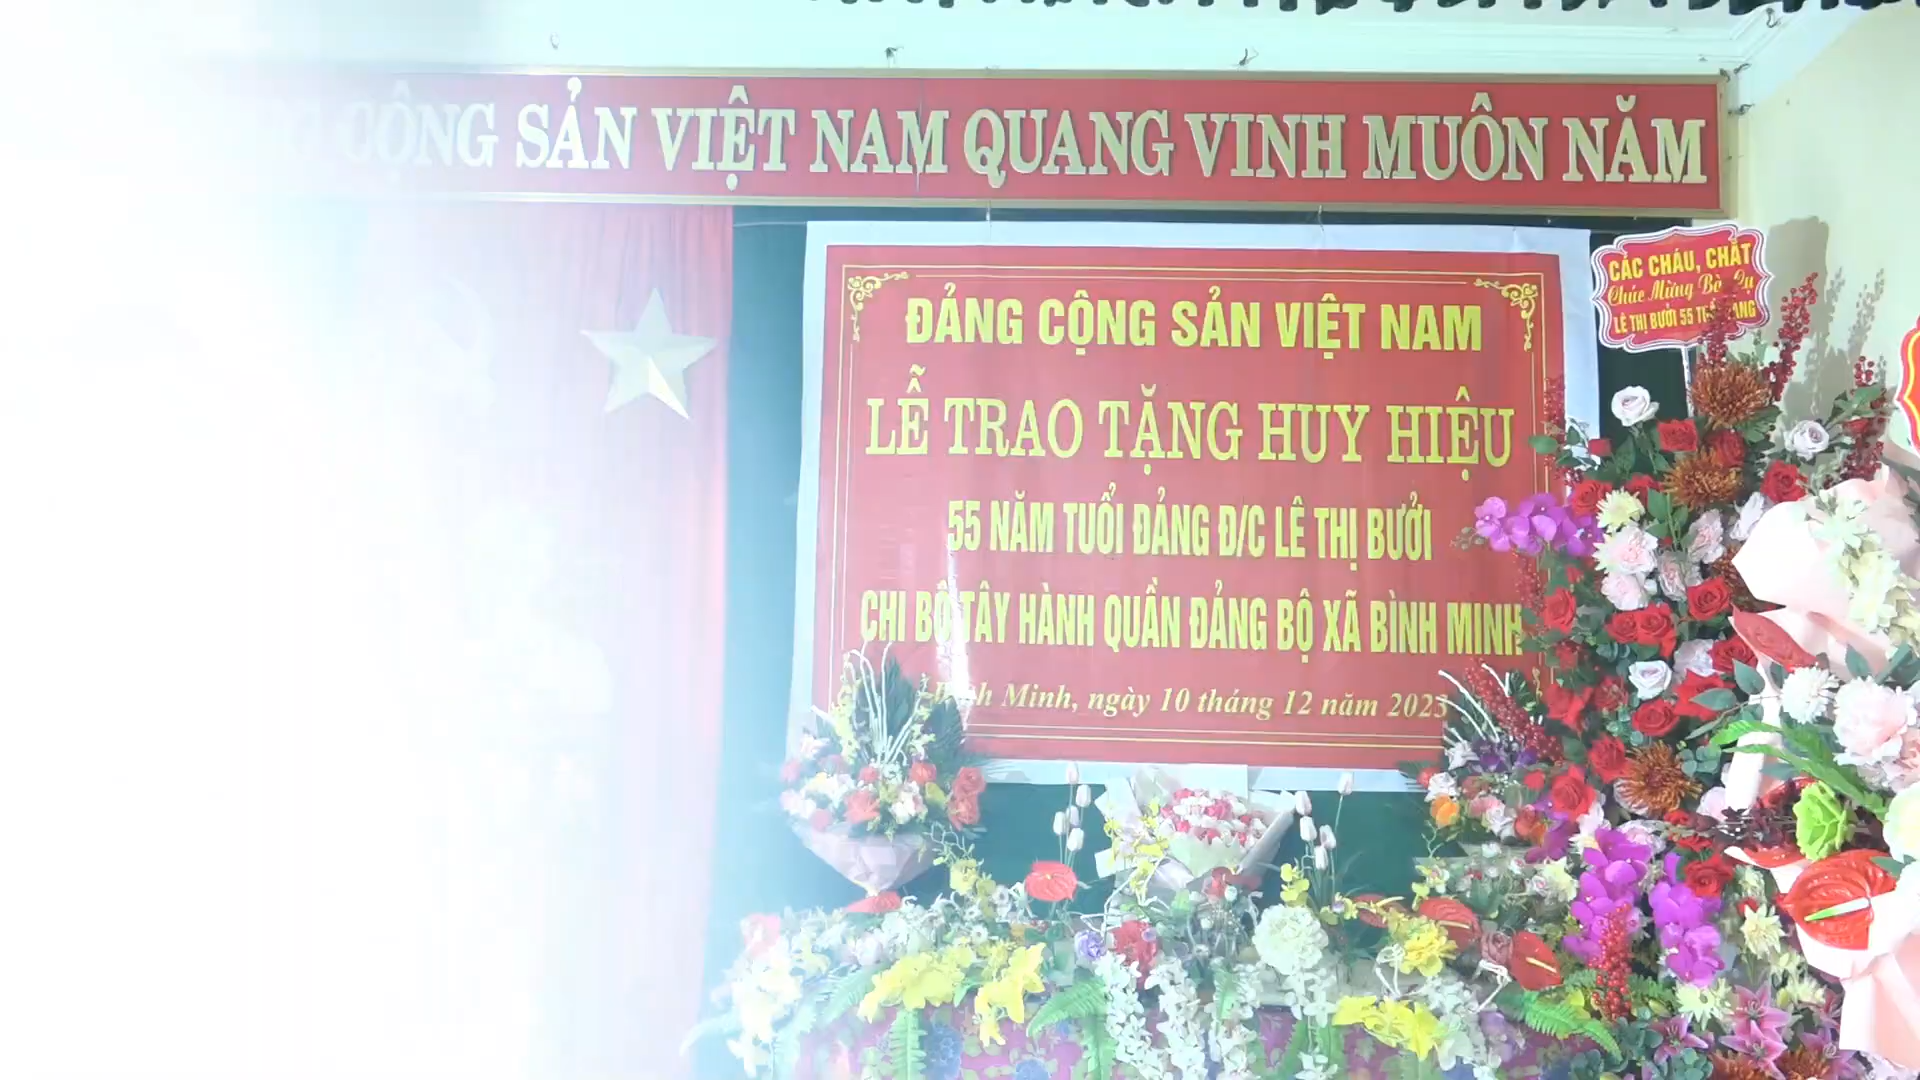 CỘNG SẢN VIỆT NAM QUANG VINH MUÔN NĂM
ĐẢNG CỘNG SẢN VIỆT NAM
LỄ TRAO TẶNG HUY HIỆU
55 NĂM TUỔI ĐẢNG Đ/C LÊ THỊ BƯỞI
CHI BỘ TÂY HÀNH QUẦN ĐẢNG BỘ XÃ BÌNH MINH
Minh, ngày 10 tháng 12 năm 2023
CÁC CHÁU, CHẮT
Chúc Mừng Bà
LÊ THỊ BƯỞI 55